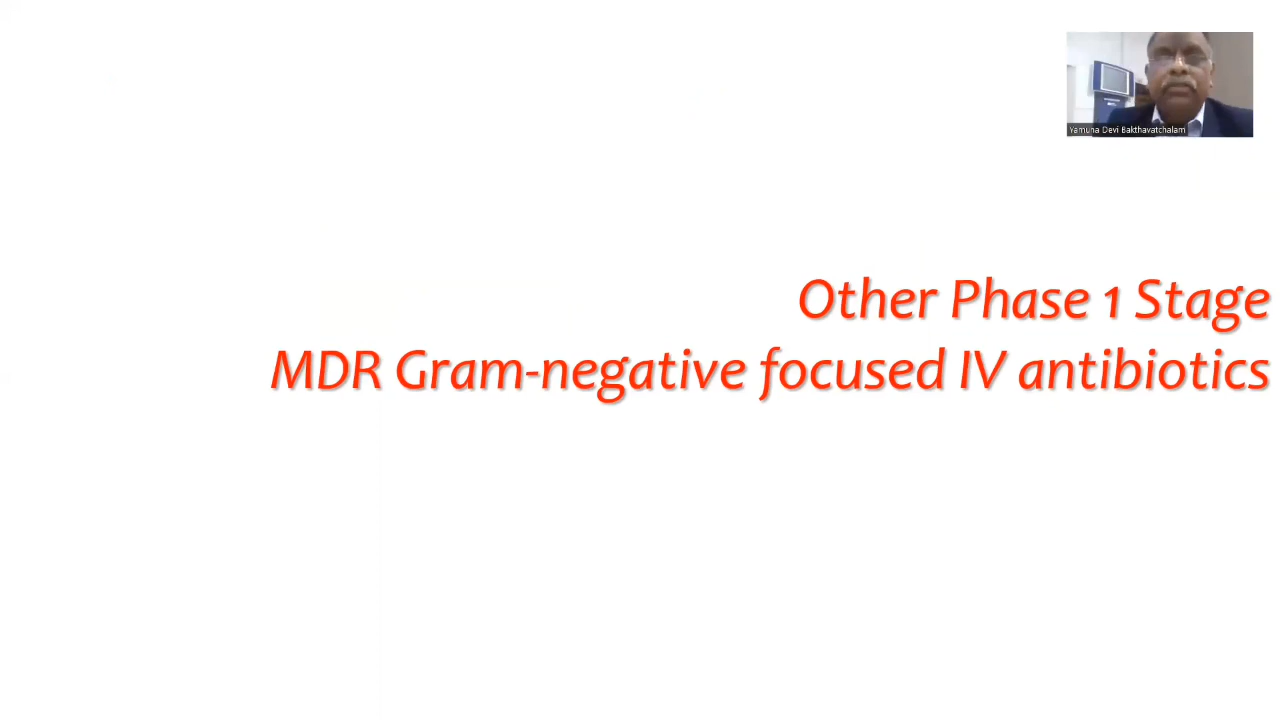 Yamuna Devi Bakthavatchalam
Other Phase 1 Stage
MDR Gram-negative focused IV antibiotics